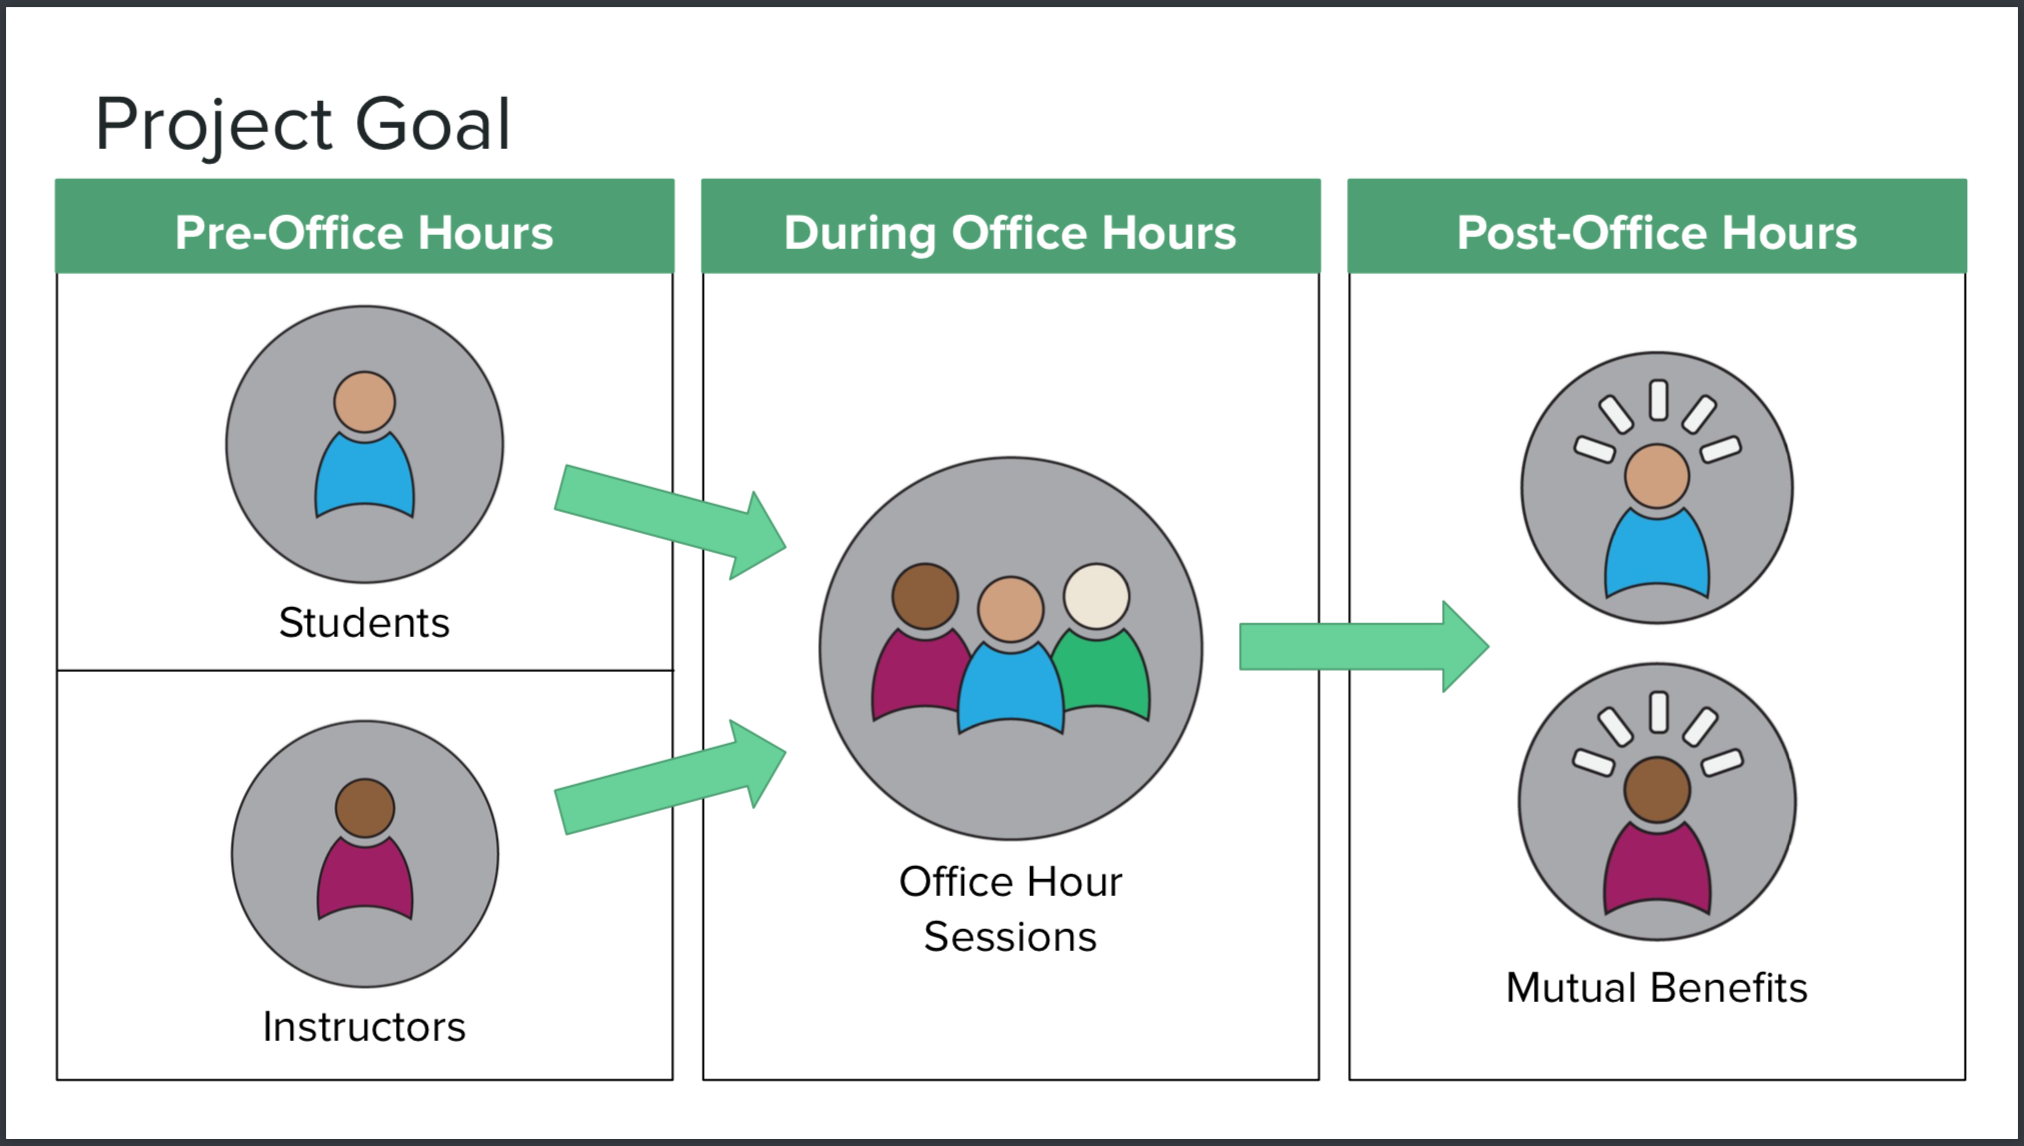 Project Goal
Pre-Office Hours
During Office Hours
Post-Office Hours
Students
Instructors
Office Hour
Sessions
Mutual Benefits